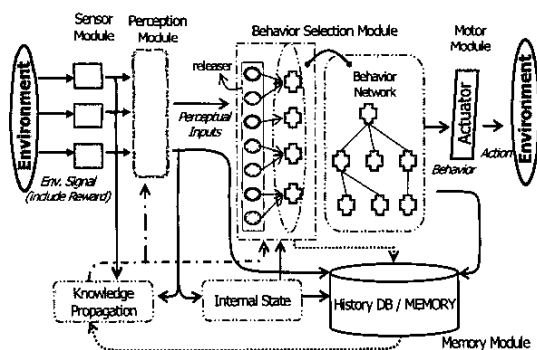 Sensor
Module
Perception
Module
Behavior Selection Module
Motor
Module
releaser
Environment
Perceptual
Inputs
Behavior
Network
Actuator
Behavior
Action
Environment
Env. Signal
(include Reward)
Knowledge
Propagation
Internal State
History DB / MEMORY
Memory Module